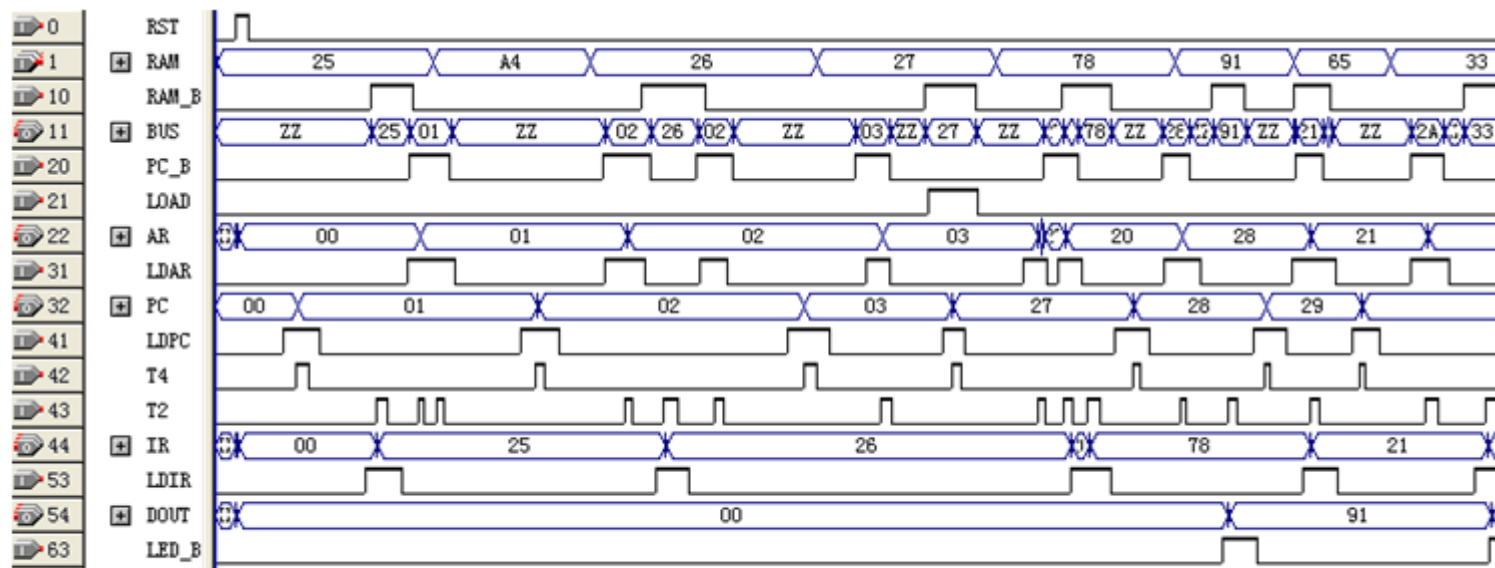 0 RST
1 RAM 25 A4 26 27 78 91 65 33
10 RAM_B
11 BUS ZZ 25 01 ZZ 02 26 02 ZZ 03 ZZ 27 ZZ 78 ZZ 91 ZZ 21 ZZ 2A 33
20 PC_B
21 LOAD
22 AR 00 01 02 03 20 28 21
31 LDAR
32 PC 00 01 02 03 27 28 29
41 LDPC
42 T4
43 T2
44 IR 00 25 26 78 21
53 LDIR
54 DOUT 00 91
63 LED_B